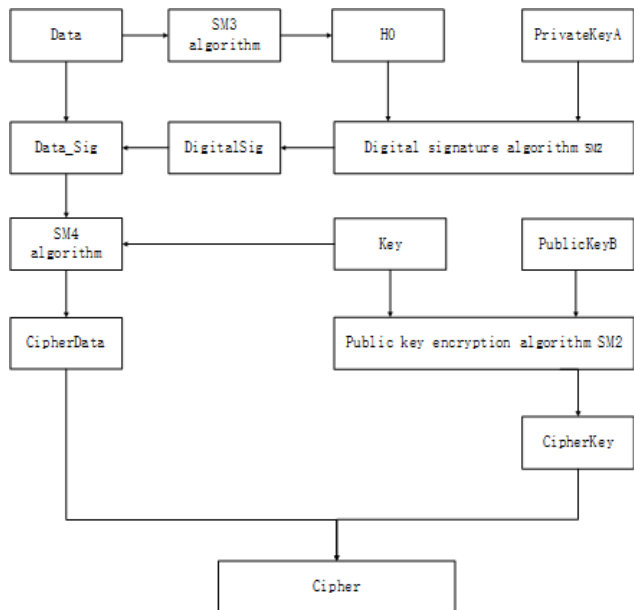 Data
SM3
algorithm
H0
PrivateKeyA
Data_Sig
DigitalSig
Digital signature algorithm SM2
SM4
algorithm
Key
PublicKeyB
CipherData
Public key encryption algorithm SM2
CipherKey
Cipher